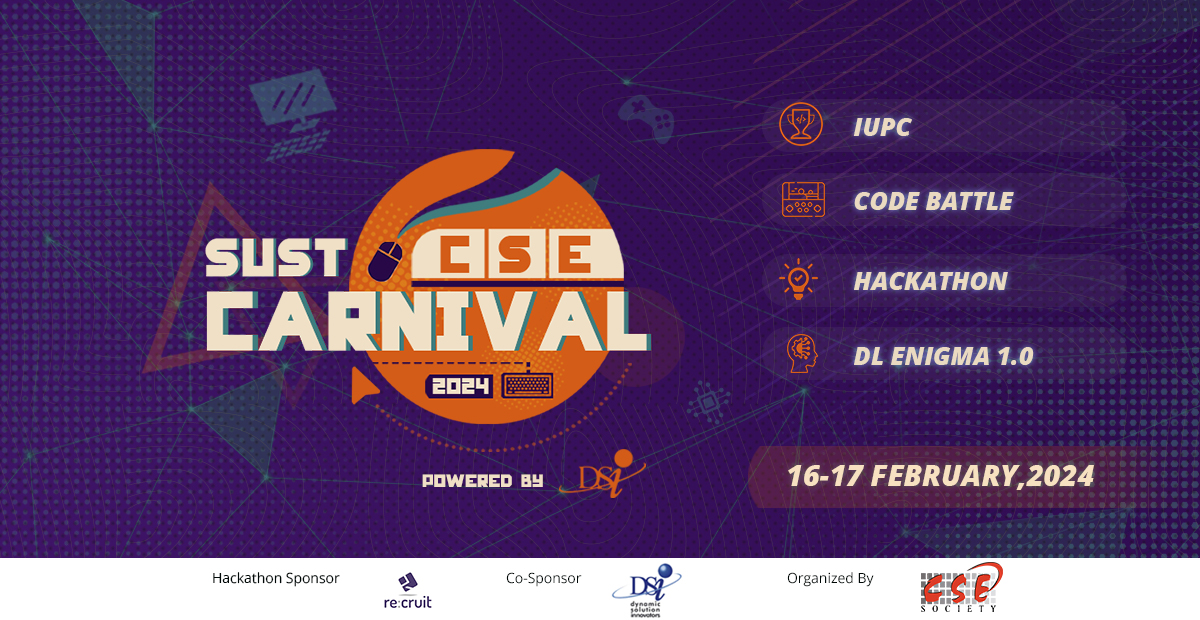 SUST CSE
CARNIVAL
2024
POWERED BY DSi
IUPC
CODE BATTLE
HACKATHON
DL ENIGMA 1.0
16-17 FEBRUARY,2024
Hackathon Sponsor
re:cruit
Co-Sponsor
DSi
dynamic
solution
innovators
Organized By
CSE
SOCIETY